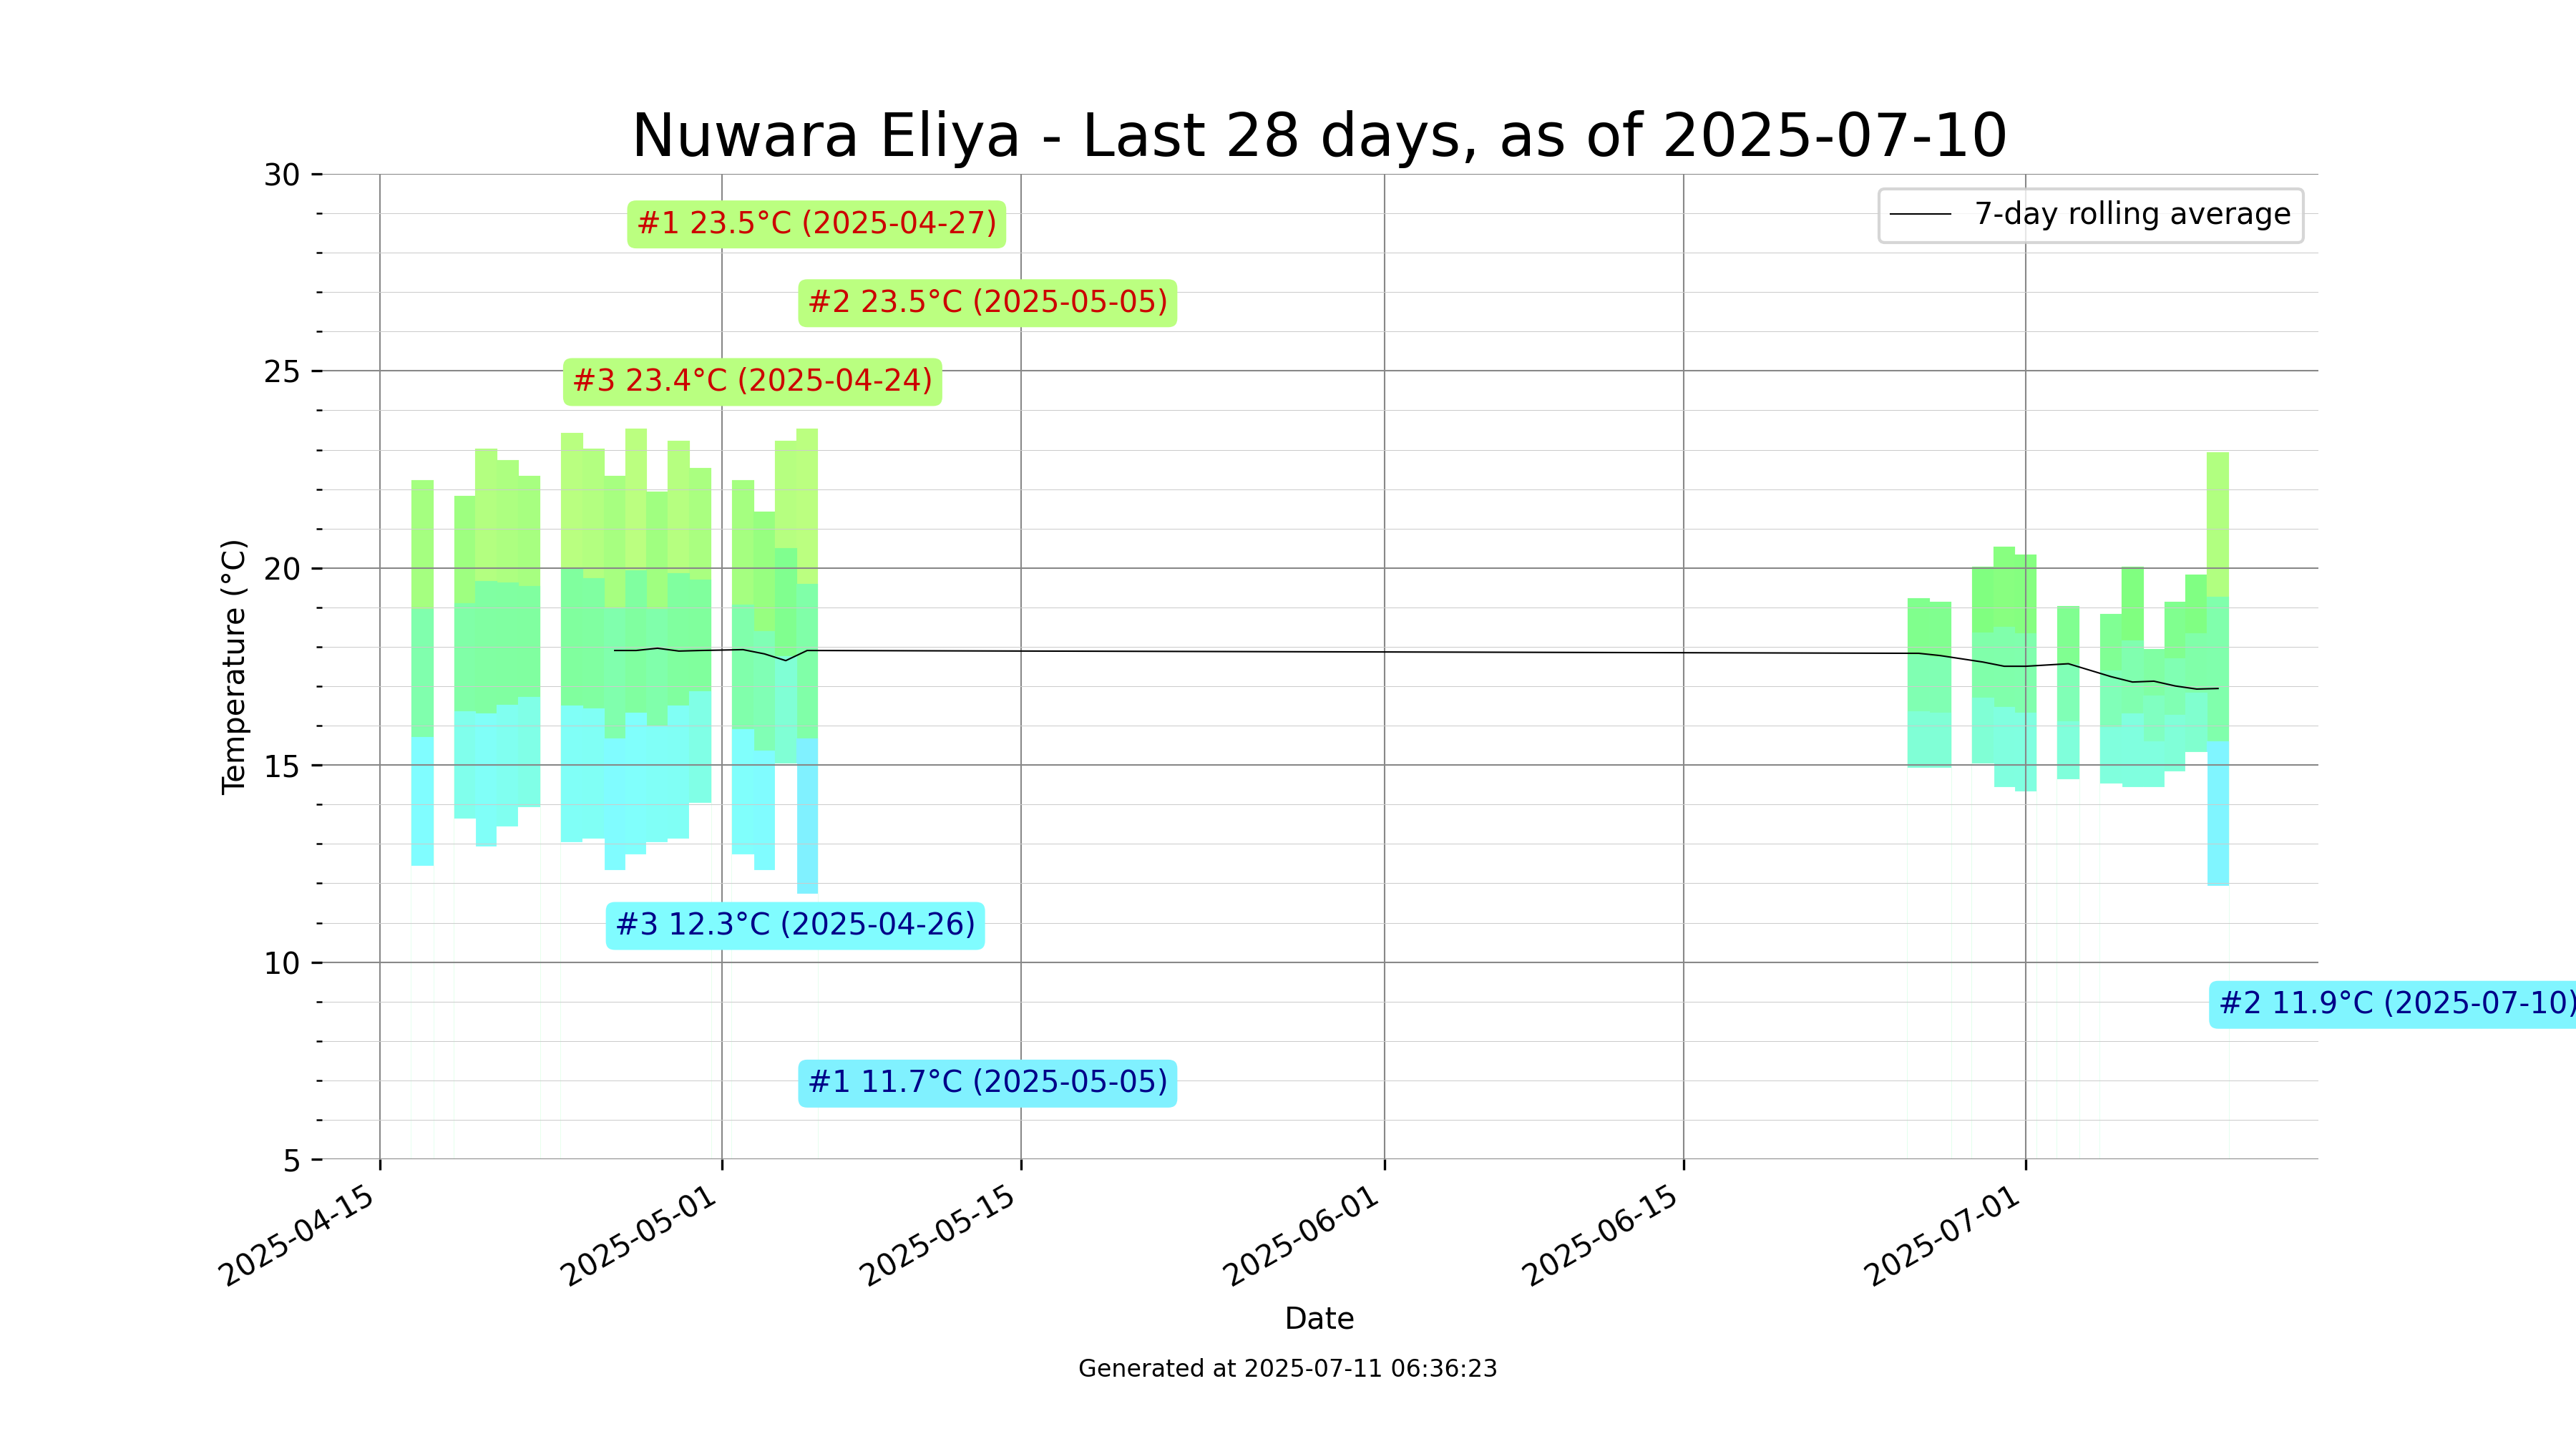 Nuwara Eliya - Last 28 days, as of 2025-07-10
7-day rolling average
#1 23.5°C (2025-04-27)
#2 23.5°C (2025-05-05)
#3 23.4°C (2025-04-24)
#3 12.3°C (2025-04-26)
#2 11.9°C (2025-07-10)
#1 11.7°C (2025-05-05)
Temperature (°C)
30
25
20
15
10
5
2025-04-15
2025-05-01
2025-05-15
2025-06-01
2025-06-15
2025-07-01
Date
Generated at 2025-07-11 06:36:23